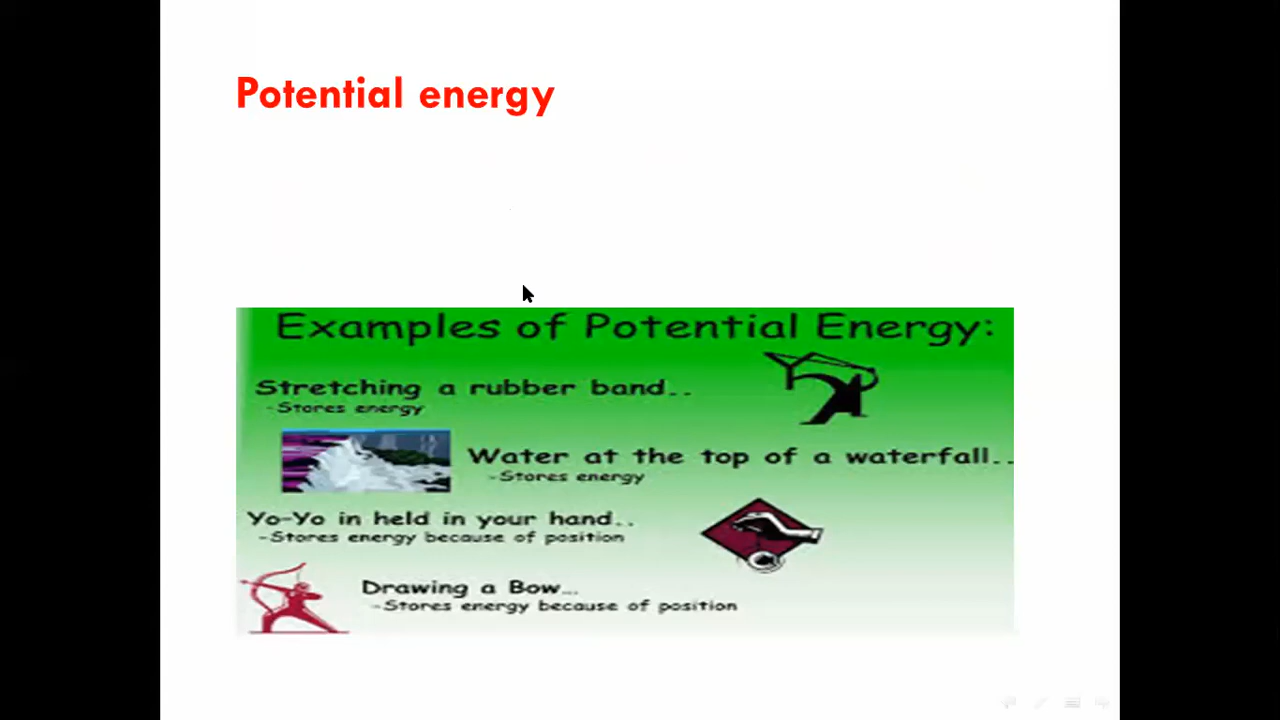 Potential energy
Examples of Potential Energy:
Stretching a rubber band..
-Stores energy
Water at the top of a waterfall..
-Stores energy
Yo-Yo in held in your hand..
-Stores energy because of position
Drawing a Bow...
-Stores energy because of position